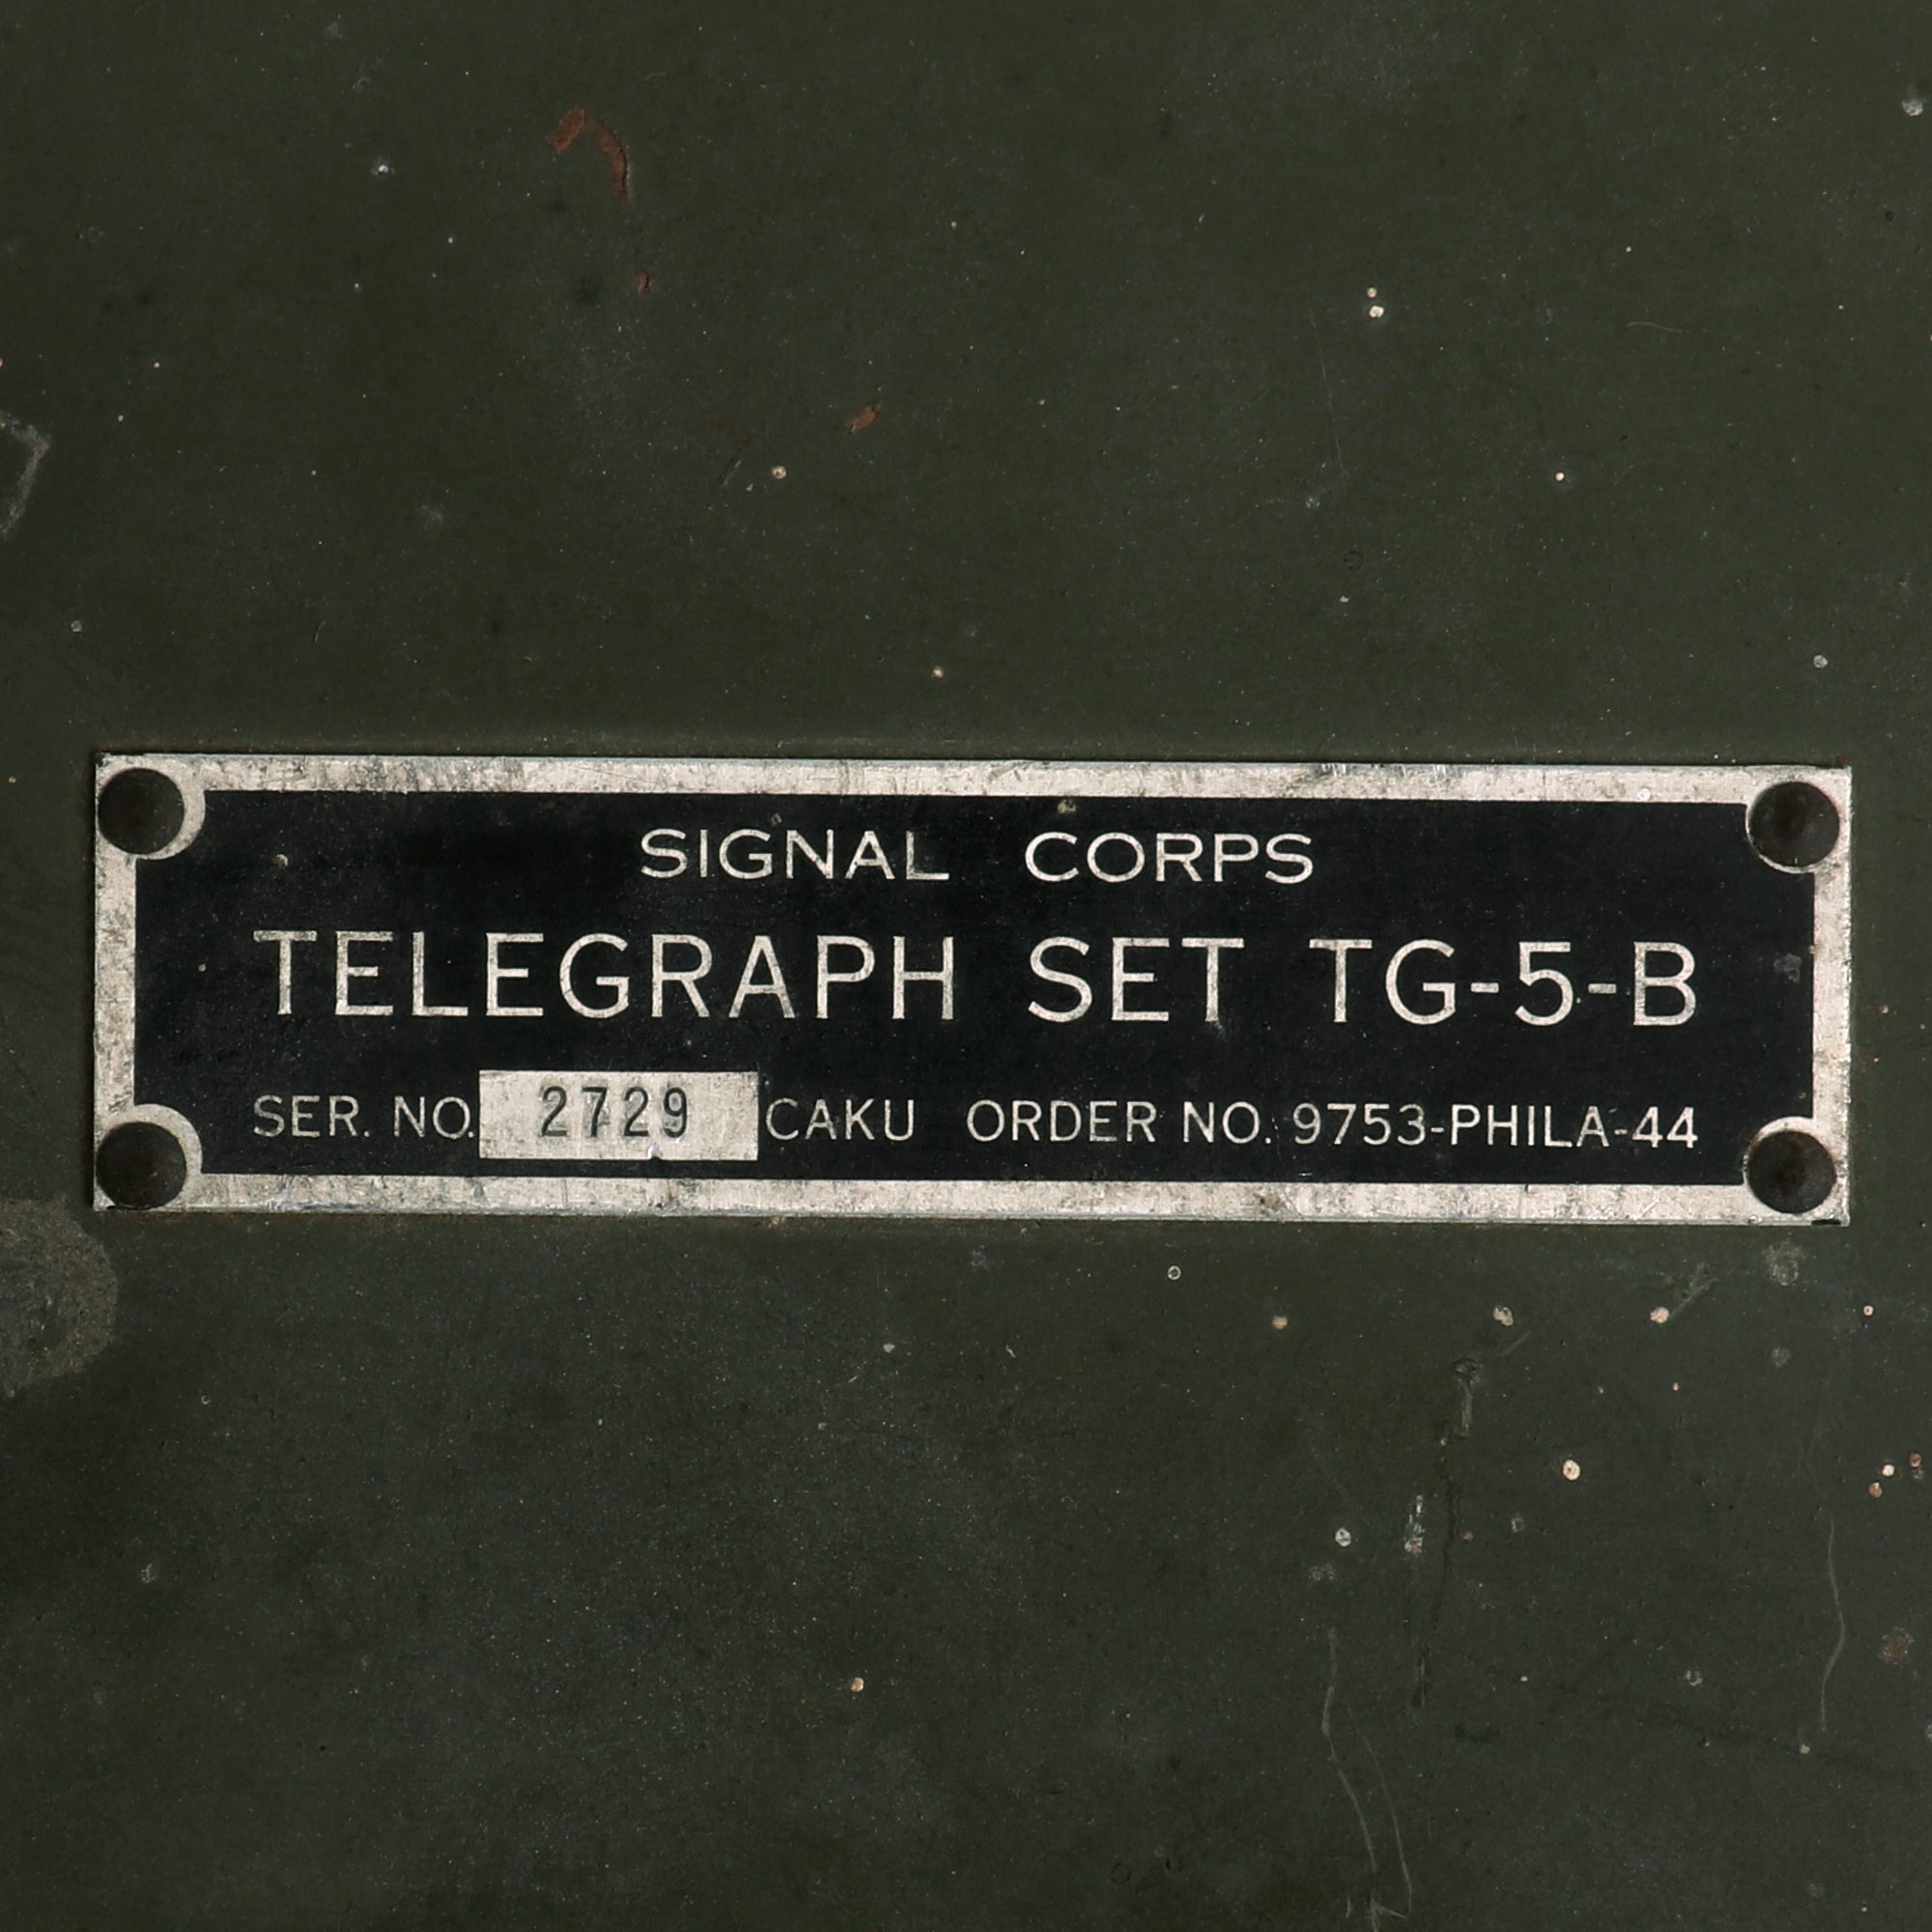 SIGNAL CORPS
TELEGRAPH SET TG-5-B
SER. NO. 2729 CAKU ORDER NO. 9753-PHILA-44